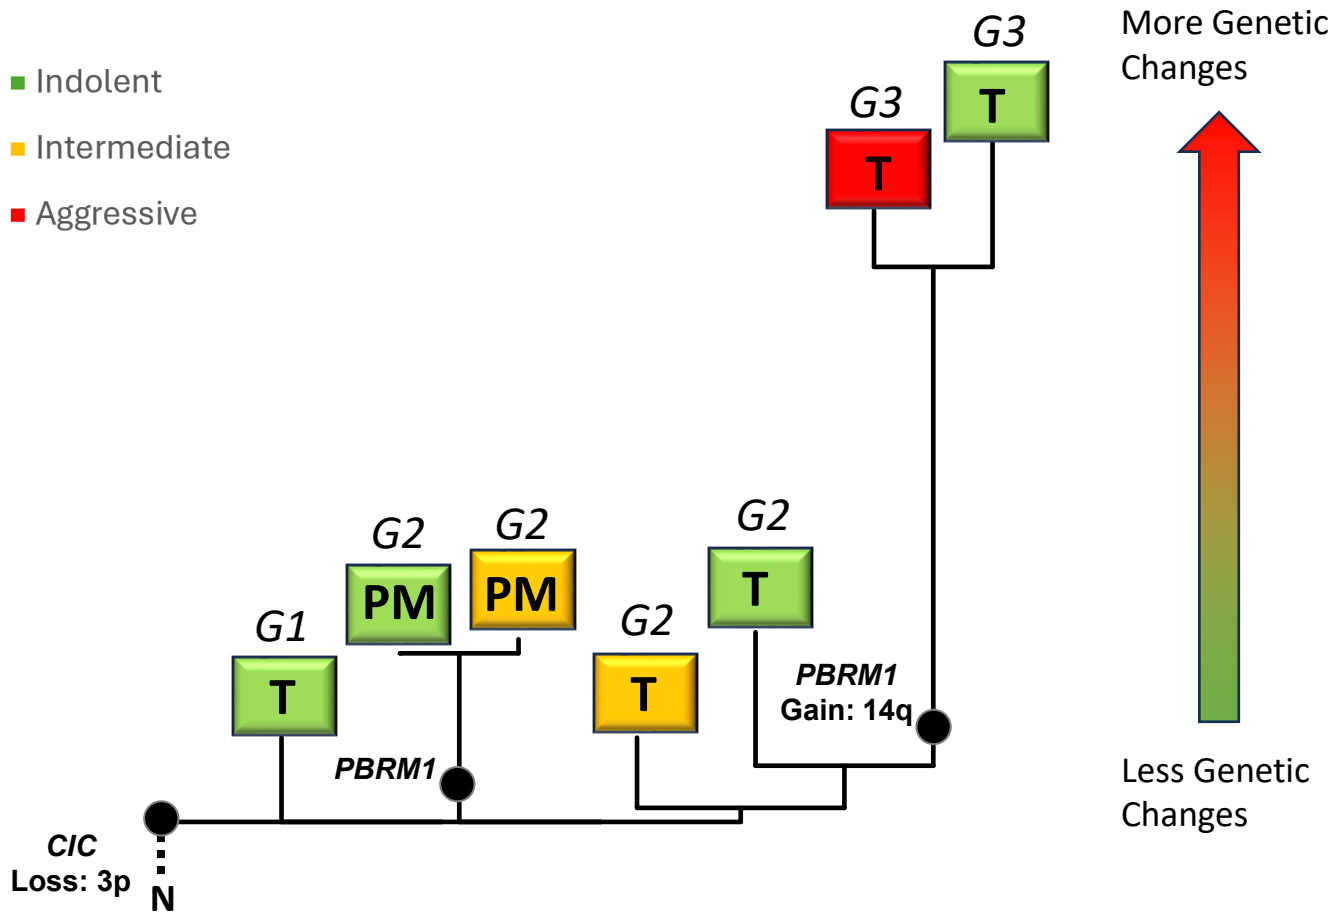 Indolent
Intermediate
Aggressive
G3
T
G3
T
More Genetic
Changes
G1
T
G2
PM
G2
PM
G2
T
G2
T
PBRM1
PBRM1
Gain: 14q
CIC
Loss: 3p
N
Less Genetic
Changes